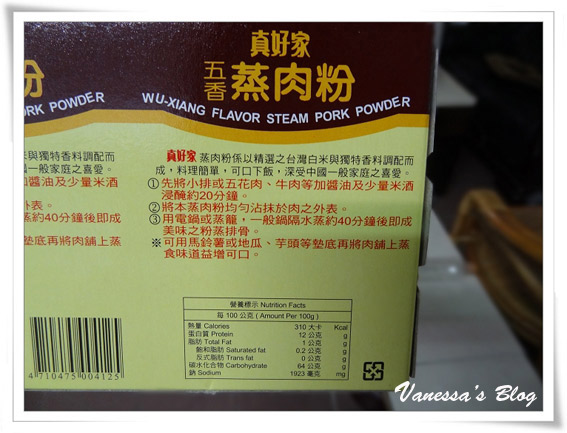 粉
ORK POWDER
米與獨特香料調配而
國一般家庭之喜愛。
加醬油及少量米酒
外表。
蒸約40分鐘後即成
墊底再將肉舖上蒸
4 710475 004125
真好家
五香 蒸肉粉
WU-XIANG FLAVOR STEAM PORK POWDER
真好家 蒸肉粉係以精選之台灣白米與獨特香料調配而
成，料理簡單，可口下飯，深受中國一般家庭之喜愛。
①先將小排或五花肉、牛肉等加醬油及少量米酒
浸醃約20分鐘。
②將本蒸肉粉均勻沾抹於肉之外表。
③用電鍋或蒸籠，一般鍋隔水蒸約40分鐘後即成
美味之粉蒸排骨。
※可用馬鈴薯或地瓜、芋頭等墊底再將肉舖上蒸
食味道益增可口。
營養標示 Nutrition Facts
每 100 公克 ( Amount Per 100g )
熱量 Calories 310 大卡 Kcal
蛋白質 Protein 12 公克 g
脂肪 Total Fat 1 公克 g
飽和脂肪 Saturated fat 0.2 公克 g
反式脂肪 Trans fat 0 公克 g
碳水化合物 Carbohydrate 64 公克 g
鈉 Sodium 1923 毫克 mg
Vanessa's Blog